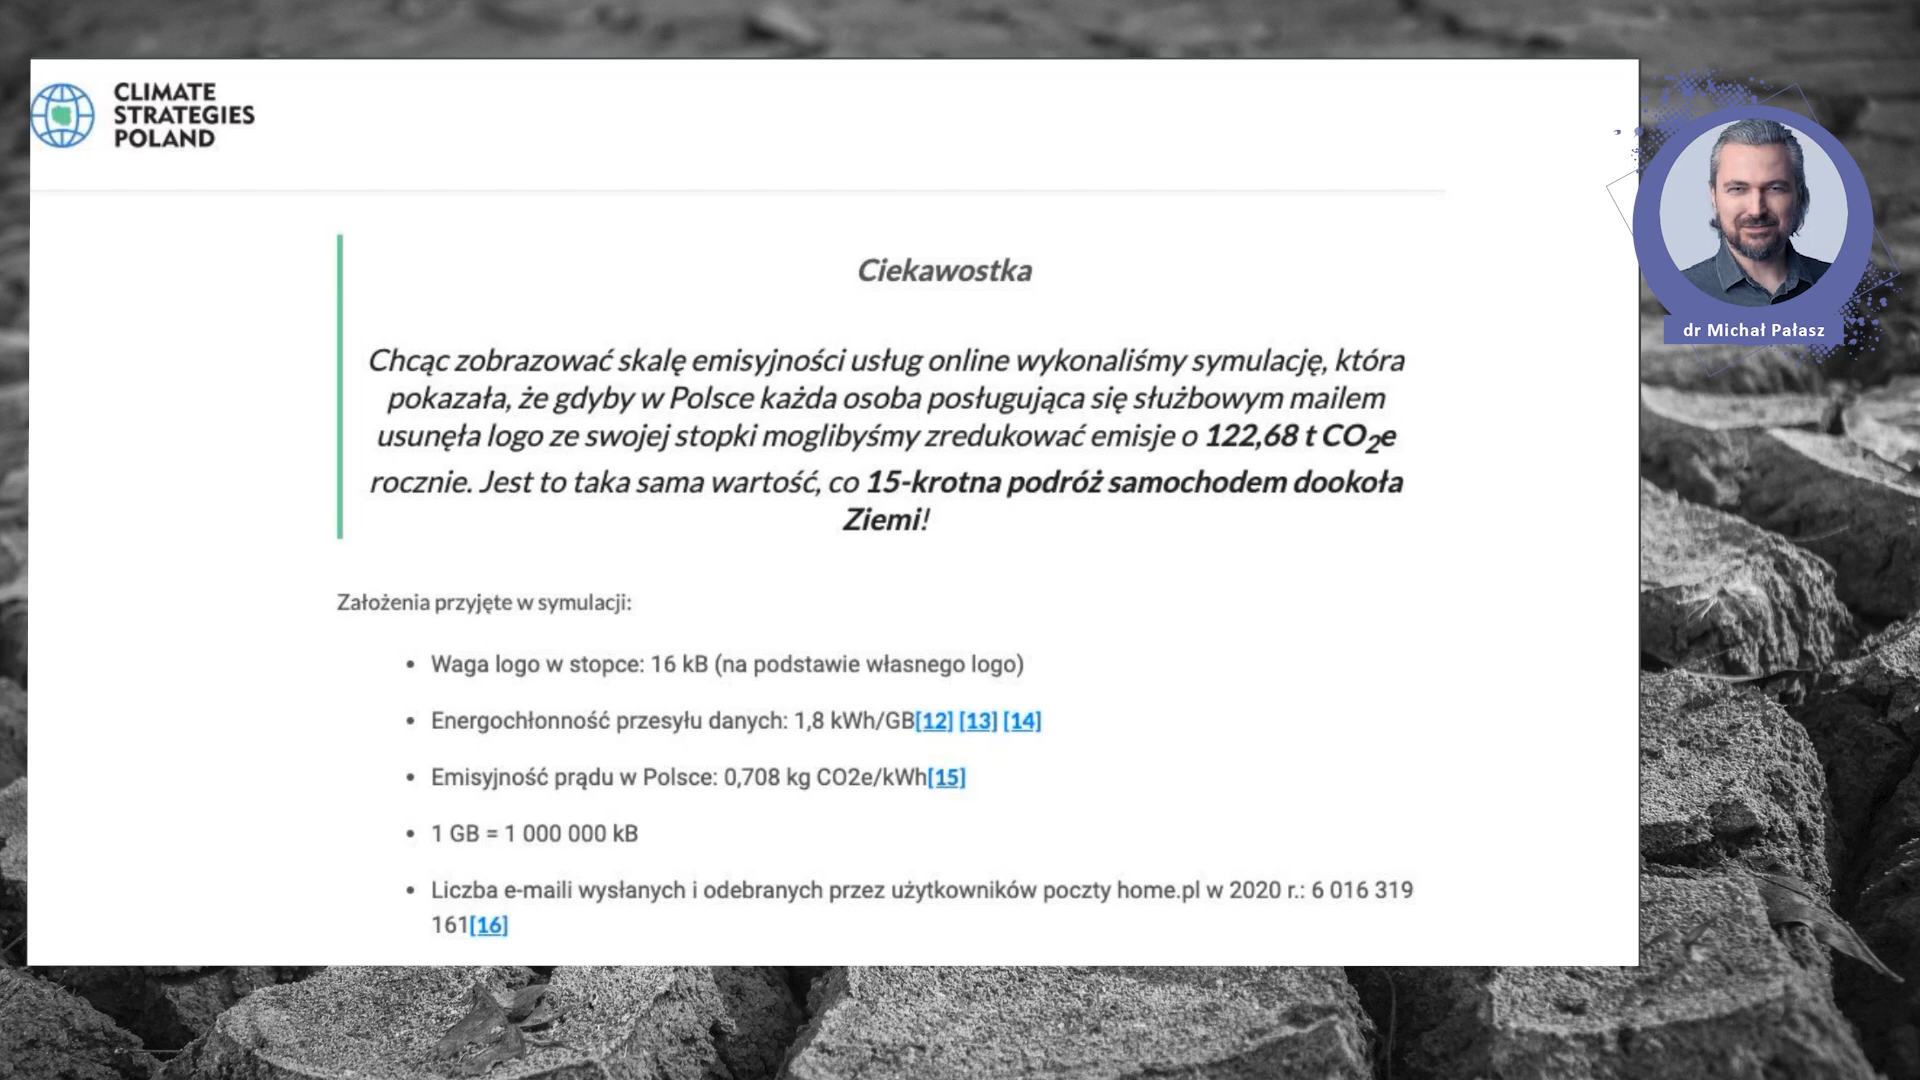 CLIMATE
STRATEGIES
POLAND
dr Michał Pałasz
Ciekawostka
Chcąc zobrazować skalę emisyjności usług online wykonaliśmy symulację, która
pokazała, że gdyby w Polsce każda osoba posługująca się służbowym mailem
usunęła logo ze swojej stopki moglibyśmy zredukować emisje o 122,68 t CO₂e
rocznie. Jest to taka sama wartość, co 15-krotna podróż samochodem dookoła
Ziemi!
Założenia przyjęte w symulacji:
• Waga logo w stopce: 16 kB (na podstawie własnego logo)
• Energochłonność przesyłu danych: 1,8 kWh/GB[12] [13] [14]
• Emisyjność prądu w Polsce: 0,708 kg CO2e/kWh[15]
• 1 GB = 1 000 000 kB
• Liczba e-maili wysłanych i odebranych przez użytkowników poczty home.pl w 2020 r.: 6 016 319
161[16]